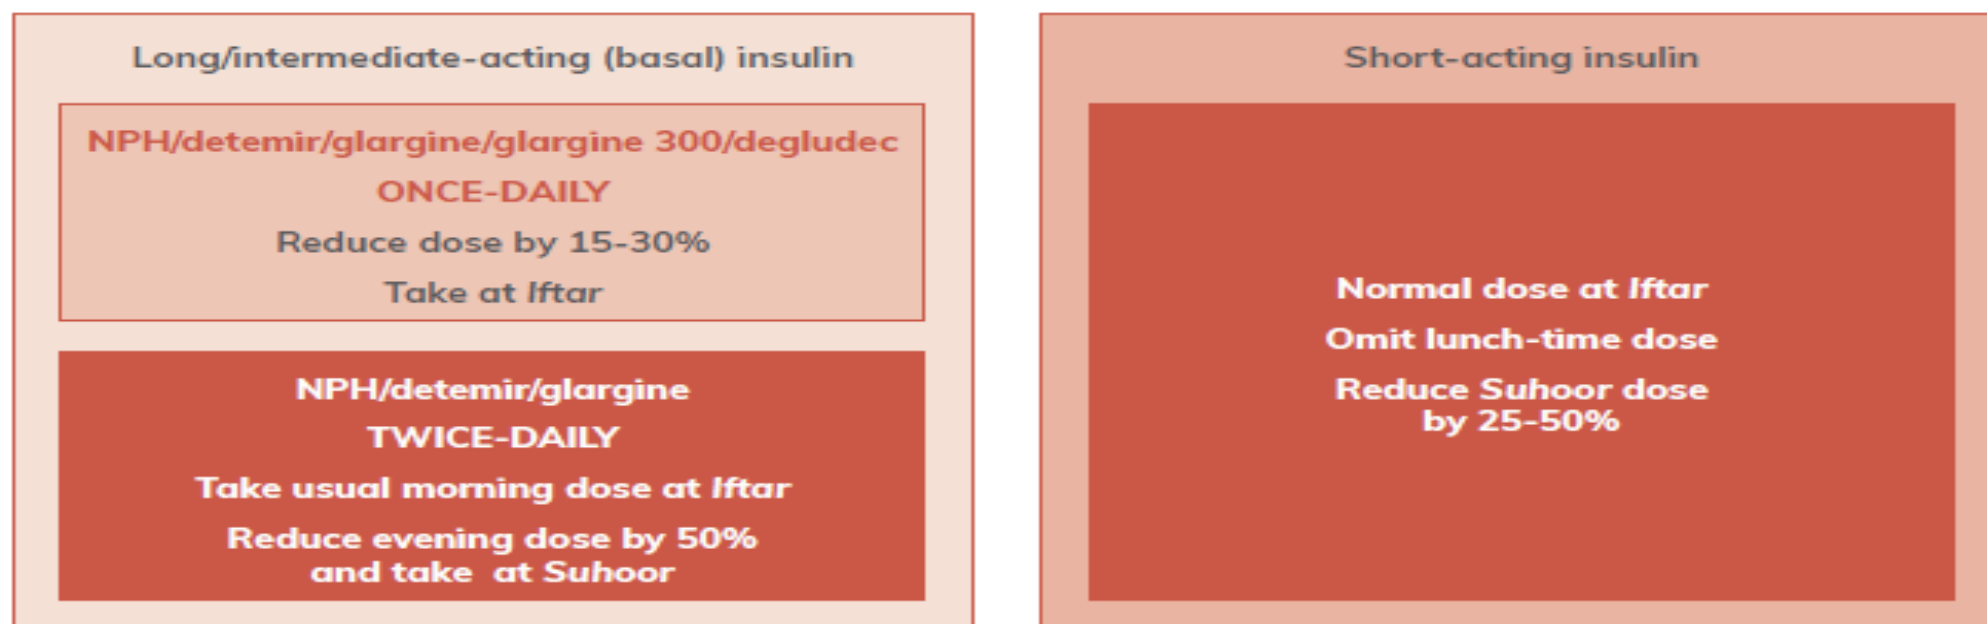 Long/intermediate-acting (basal) insulin
NPH/detemir/glargine/glargine 300/degludec
ONCE-DAILY
Reduce dose by 15-30%
Take at Iftar
NPH/detemir/glargine
TWICE-DAILY
Take usual morning dose at Iftar
Reduce evening dose by 50%
and take at Suhoor
Short-acting insulin
Normal dose at Iftar
Omit lunch-time dose
Reduce Suhoor dose
by 25-50%